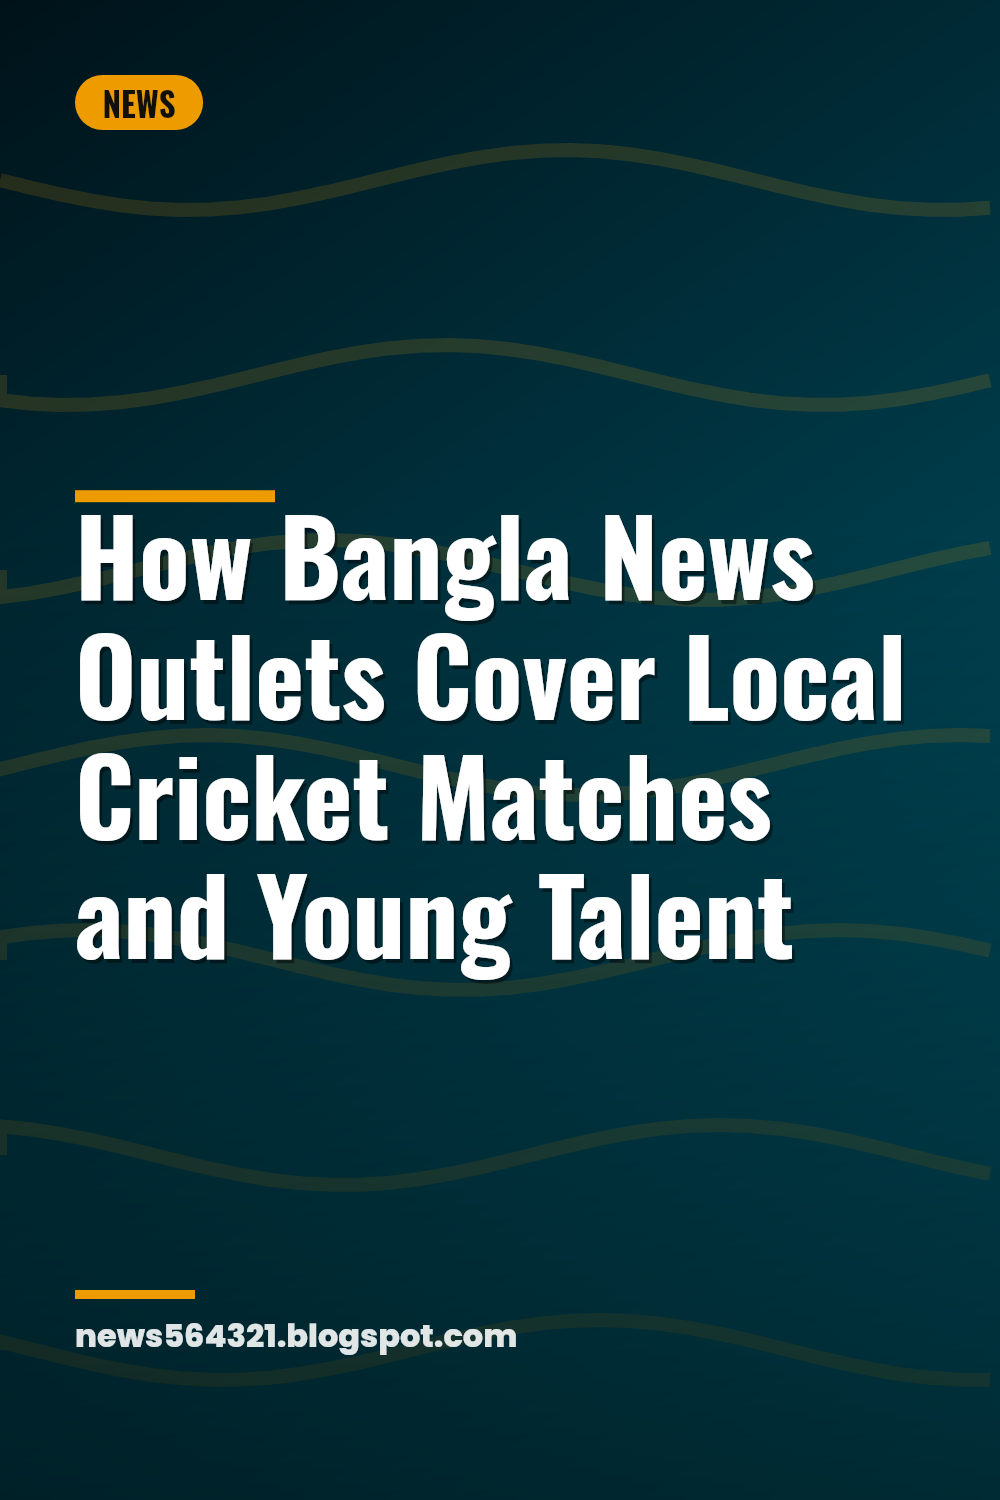 NEWS
How Bangla News
Outlets Cover Local
Cricket Matches
and Young Talent
news564321.blogspot.com